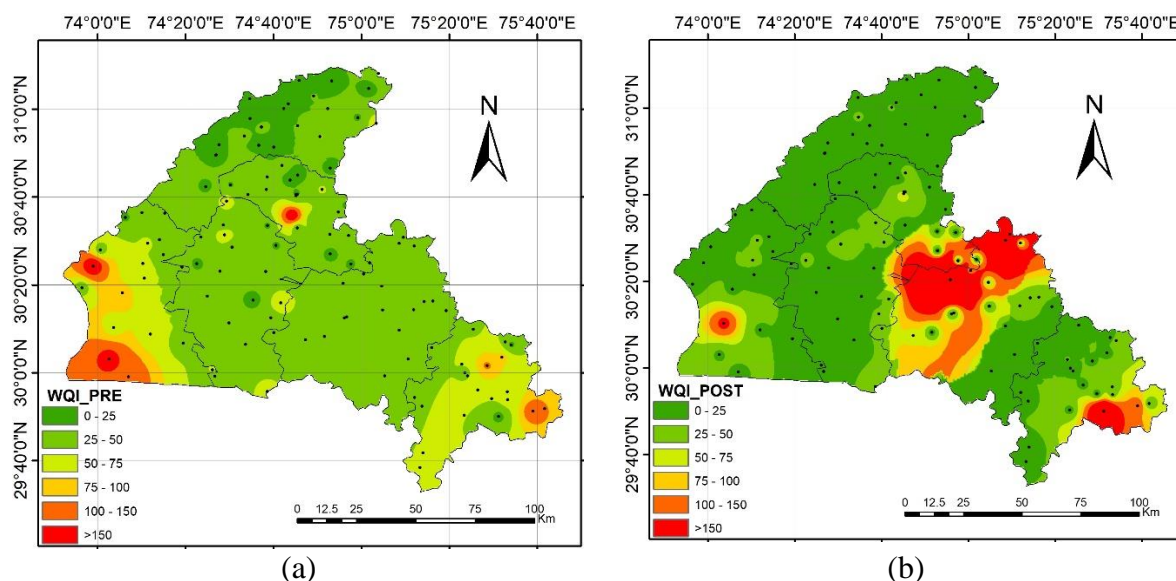 74°0'0"E 74°20'0"E 74°40'0"E 75°0'0"E 75°20'0"E 75°40'0"E
31°0'0"N
30°40'0"N
30°20'0"N
30°0'0"N
29°40'0"N
N
WQI_PRE
0 - 25
25 - 50
50 - 75
75 - 100
100 - 150
>150
0 12.5 25 50 75 100
Km
(a)
74°0'0"E 74°20'0"E 74°40'0"E 75°0'0"E 75°20'0"E 75°40'0"E
31°0'0"N
30°40'0"N
30°20'0"N
30°0'0"N
29°40'0"N
N
WQI_POST
0 - 25
25 - 50
50 - 75
75 - 100
100 - 150
>150
0 12.5 25 50 75 100
Km
(b)